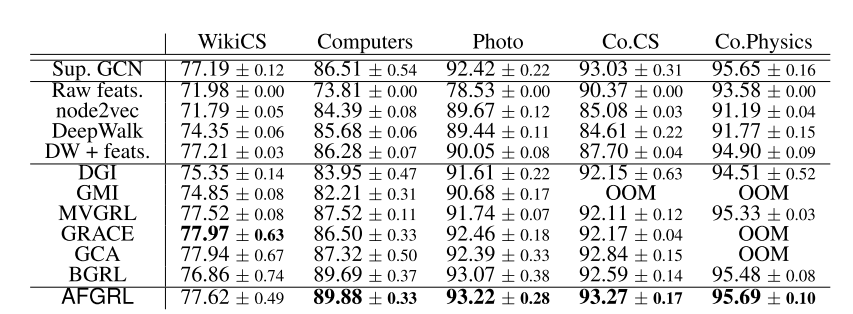 WikiCS Computers Photo Co.CS Co.Physics
Sup. GCN 77.19 ± 0.12 86.51 ± 0.54 92.42 ± 0.22 93.03 ± 0.31 95.65 ± 0.16
Raw feats. 71.98 ± 0.00 73.81 ± 0.00 78.53 ± 0.00 90.37 ± 0.00 93.58 ± 0.00
node2vec 71.79 ± 0.05 84.39 ± 0.08 89.67 ± 0.12 85.08 ± 0.03 91.19 ± 0.04
DeepWalk 74.35 ± 0.06 85.68 ± 0.06 89.44 ± 0.11 84.61 ± 0.22 91.77 ± 0.15
DW + feats. 77.21 ± 0.03 86.28 ± 0.07 90.05 ± 0.08 87.70 ± 0.04 94.90 ± 0.09
DGI 75.35 ± 0.14 83.95 ± 0.47 91.61 ± 0.22 92.15 ± 0.63 94.51 ± 0.52
GMI 74.85 ± 0.08 82.21 ± 0.31 90.68 ± 0.17 OOM OOM
MVGRL 77.52 ± 0.08 87.52 ± 0.11 91.74 ± 0.07 92.11 ± 0.12 95.33 ± 0.03
GRACE 77.97 ± 0.63 86.50 ± 0.33 92.46 ± 0.18 92.17 ± 0.04 OOM
GCA 77.94 ± 0.67 87.32 ± 0.50 92.39 ± 0.33 92.84 ± 0.15 OOM
BGRL 76.86 ± 0.74 89.69 ± 0.37 93.07 ± 0.38 92.59 ± 0.14 95.48 ± 0.08
AFGRL 77.62 ± 0.49 89.88 ± 0.33 93.22 ± 0.28 93.27 ± 0.17 95.69 ± 0.10